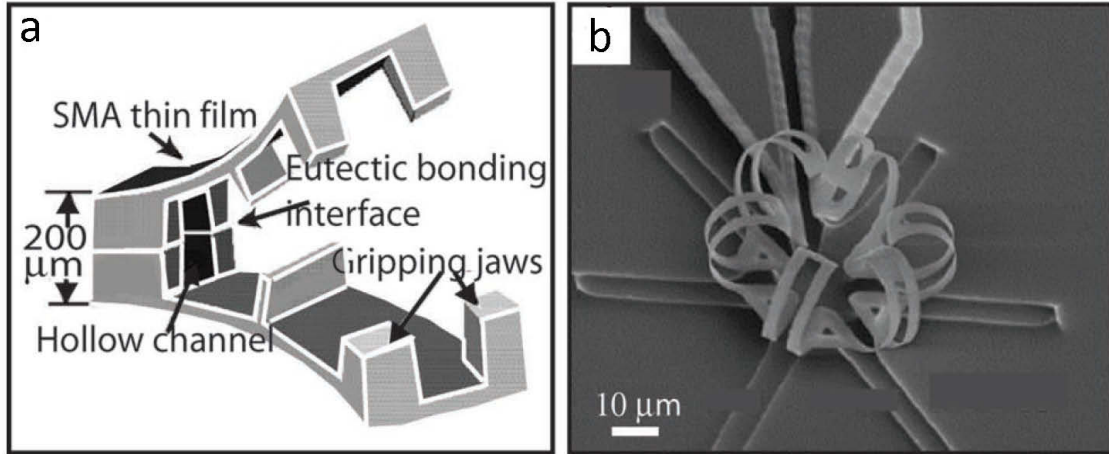 a
SMA thin film
Eutectic bonding
interface
200
μm
Gripping jaws
Hollow channel
b
10 μm